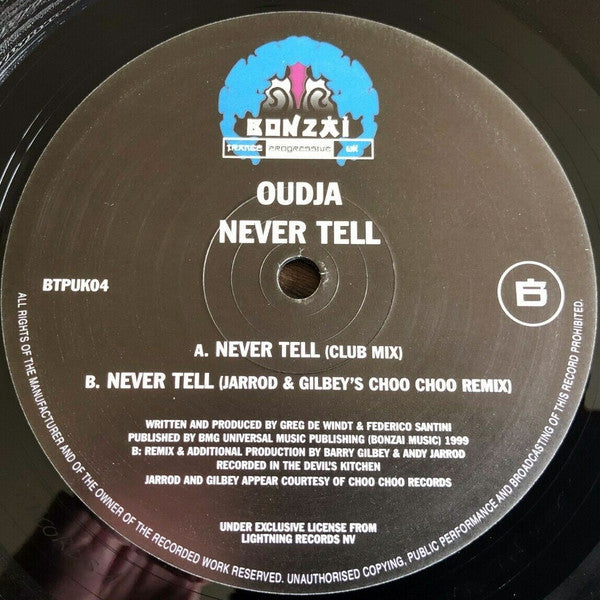 BONZAI
TRANCE PROGRESSIVE UK
OUDJA
NEVER TELL
BTPUK04
B
A. NEVER TELL (CLUB MIX)
B. NEVER TELL (JARROD & GILBEY'S CHOO CHOO REMIX)
WRITTEN AND PRODUCED BY GREG DE WINDT & FEDERICO SANTINI
PUBLISHED BY BMG UNIVERSAL MUSIC PUBLISHING (BONZAI MUSIC) 1999
B: REMIX & ADDITIONAL PRODUCTION BY BARRY GILBEY & ANDY JARROD
RECORDED IN THE DEVIL'S KITCHEN
JARROD AND GILBEY APPEAR COURTESY OF CHOO CHOO RECORDS
UNDER EXCLUSIVE LICENSE FROM
LIGHTNING RECORDS NV
ALL RIGHTS OF THE MANUFACTURER AND OF THE OWNER OF THE RECORDED WORK RESERVED. UNAUTHORISED COPYING, PUBLIC PERFORMANCE AND BROADCASTING OF THIS RECORD PROHIBITED.